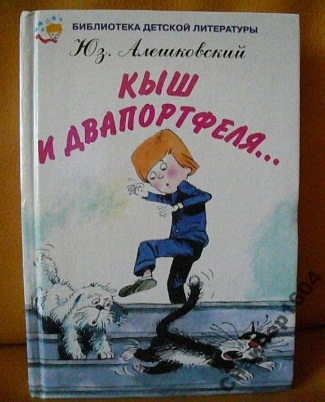 БИБЛИОТЕКА ДЕТСКОЙ ЛИТЕРАТУРЫ
Юз. Алешковский
КЫШ
И ДВАПОРТФЕЛЯ...